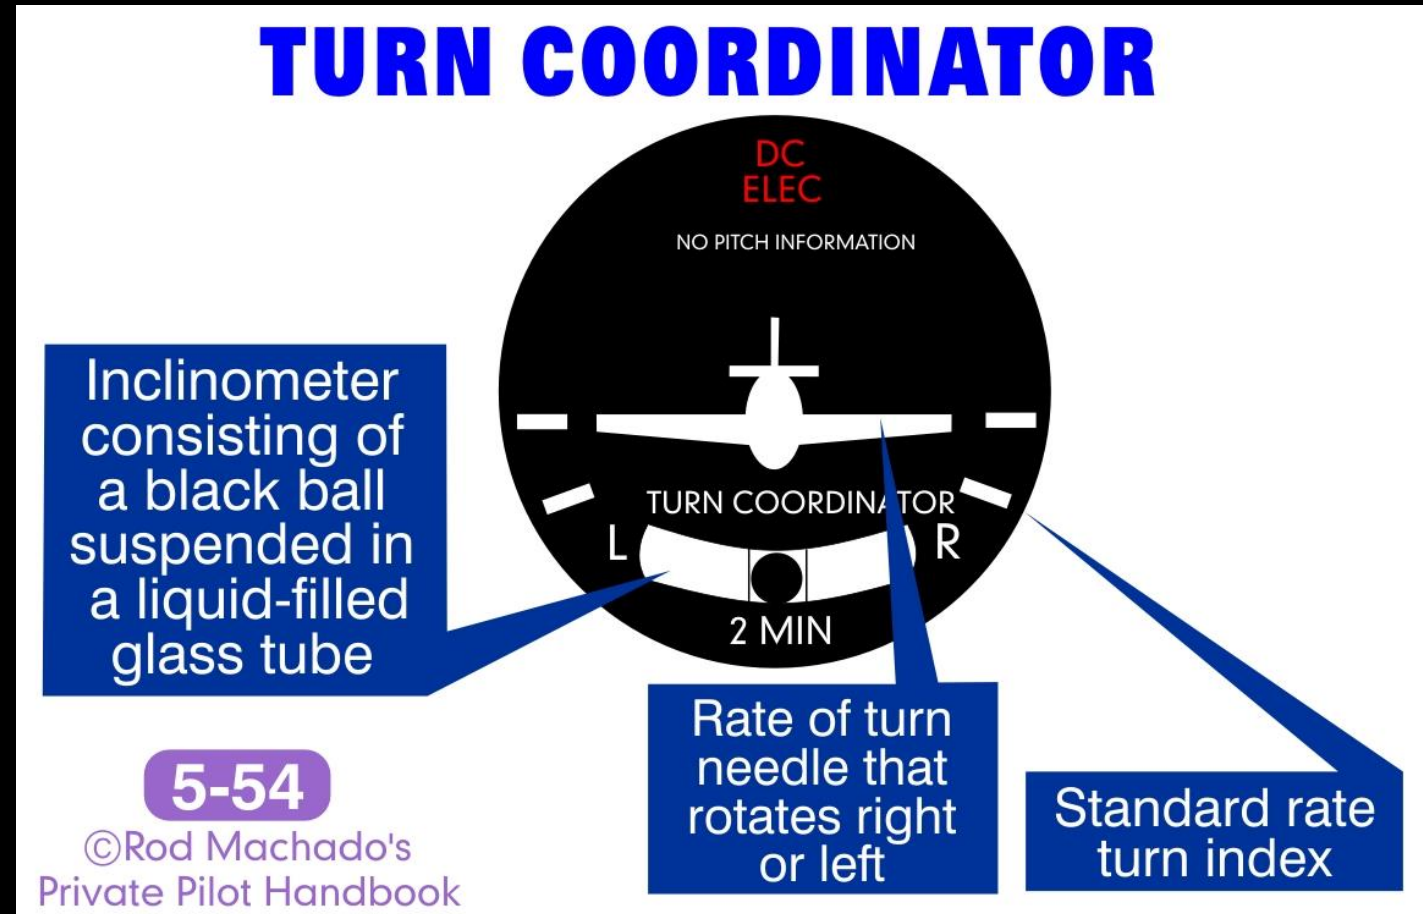 TURN COORDINATOR
DC
ELEC
NO PITCH INFORMATION
TURN COORDINATOR
L
R
2 MIN
Inclinometer
consisting of
a black ball
suspended in
a liquid-filled
glass tube
Rate of turn
needle that
rotates right
or left
Standard rate
turn index
5-54
©Rod Machado's
Private Pilot Handbook